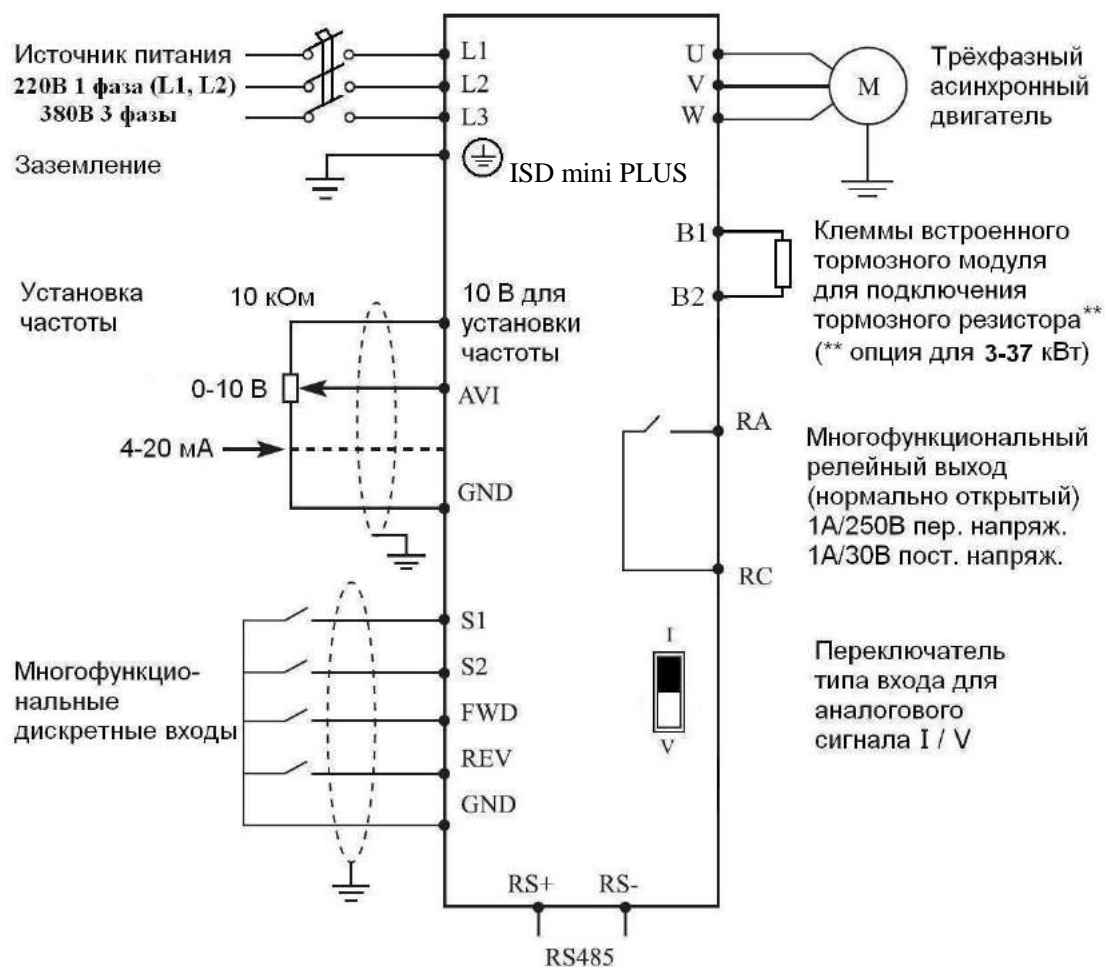 Источник питания
220В 1 фаза (L1, L2)
380В 3 фазы
Заземление
L1
L2
L3
ISD mini PLUS
U
V
W
M
Трёхфазный
асинхронный
двигатель
B1
B2
Клеммы встроенного
тормозного модуля
для подключения
тормозного резистора**
(** опция для 3-37 кВт)
Установка
частоты
10 кОм
0-10 В
4-20 мА
10 В для
установки
частоты
AVI
GND
RA
RC
Многофункциональный
релейный выход
(нормально открытый)
1А/250В пер. напряж.
1А/30В пост. напряж.
Многофункцио-
нальные
дискретные входы
S1
S2
FWD
REV
GND
I
V
Переключатель
типа входа для
аналогового
сигнала I / V
RS+ RS-
RS485